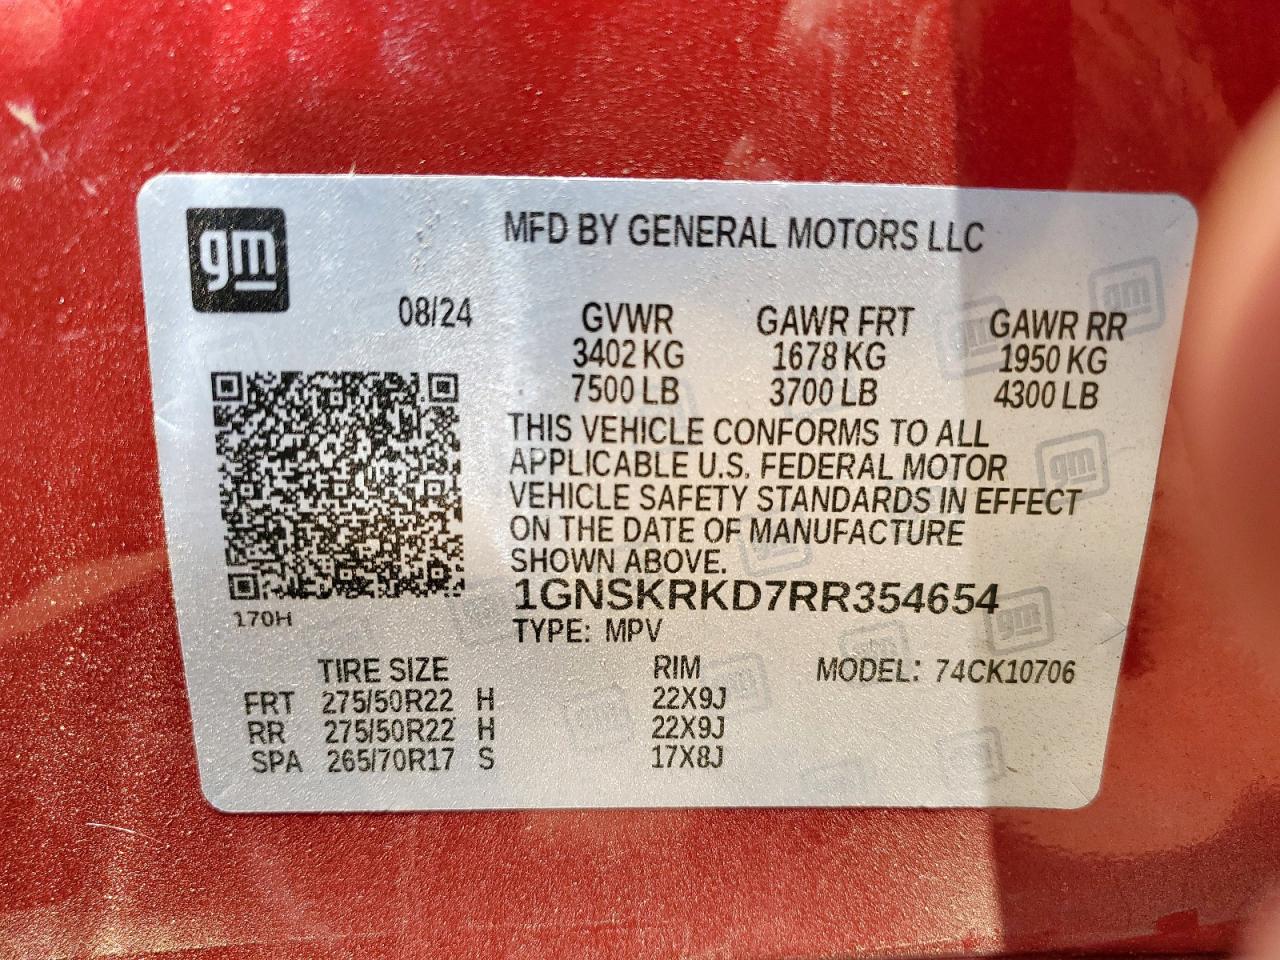 gm
MFD BY GENERAL MOTORS LLC
08/24
GVWR GAWR FRT GAWR RR
3402 KG 1678 KG 1950 KG
7500 LB 3700 LB 4300 LB
THIS VEHICLE CONFORMS TO ALL
APPLICABLE U.S. FEDERAL MOTOR
VEHICLE SAFETY STANDARDS IN EFFECT
ON THE DATE OF MANUFACTURE
SHOWN ABOVE.
1GNSKRKD7RR354654
170H
TYPE: MPV
TIRE SIZE RIM MODEL: 74CK10706
FRT 275/50R22 H 22X9J
RR 275/50R22 H 22X9J
SPA 265/70R17 S 17X8J